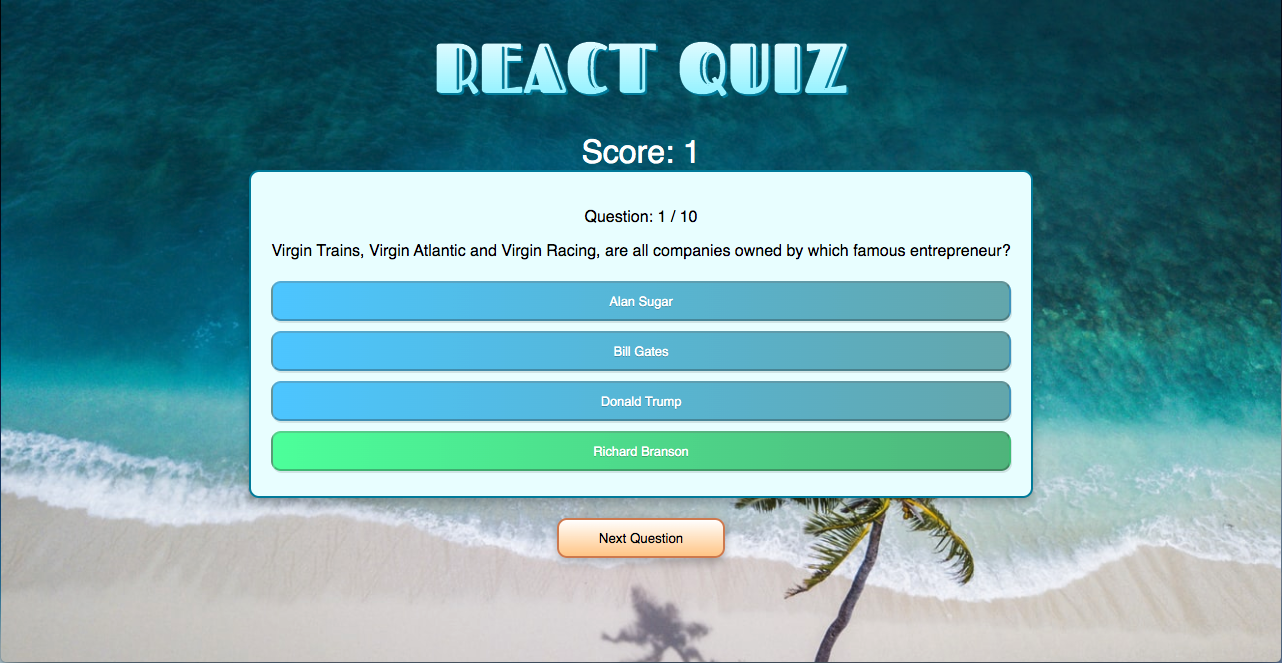 REACT QUIZ
Score: 1
Question: 1 / 10
Virgin Trains, Virgin Atlantic and Virgin Racing, are all companies owned by which famous entrepreneur?
Alan Sugar
Bill Gates
Donald Trump
Richard Branson
Next Question